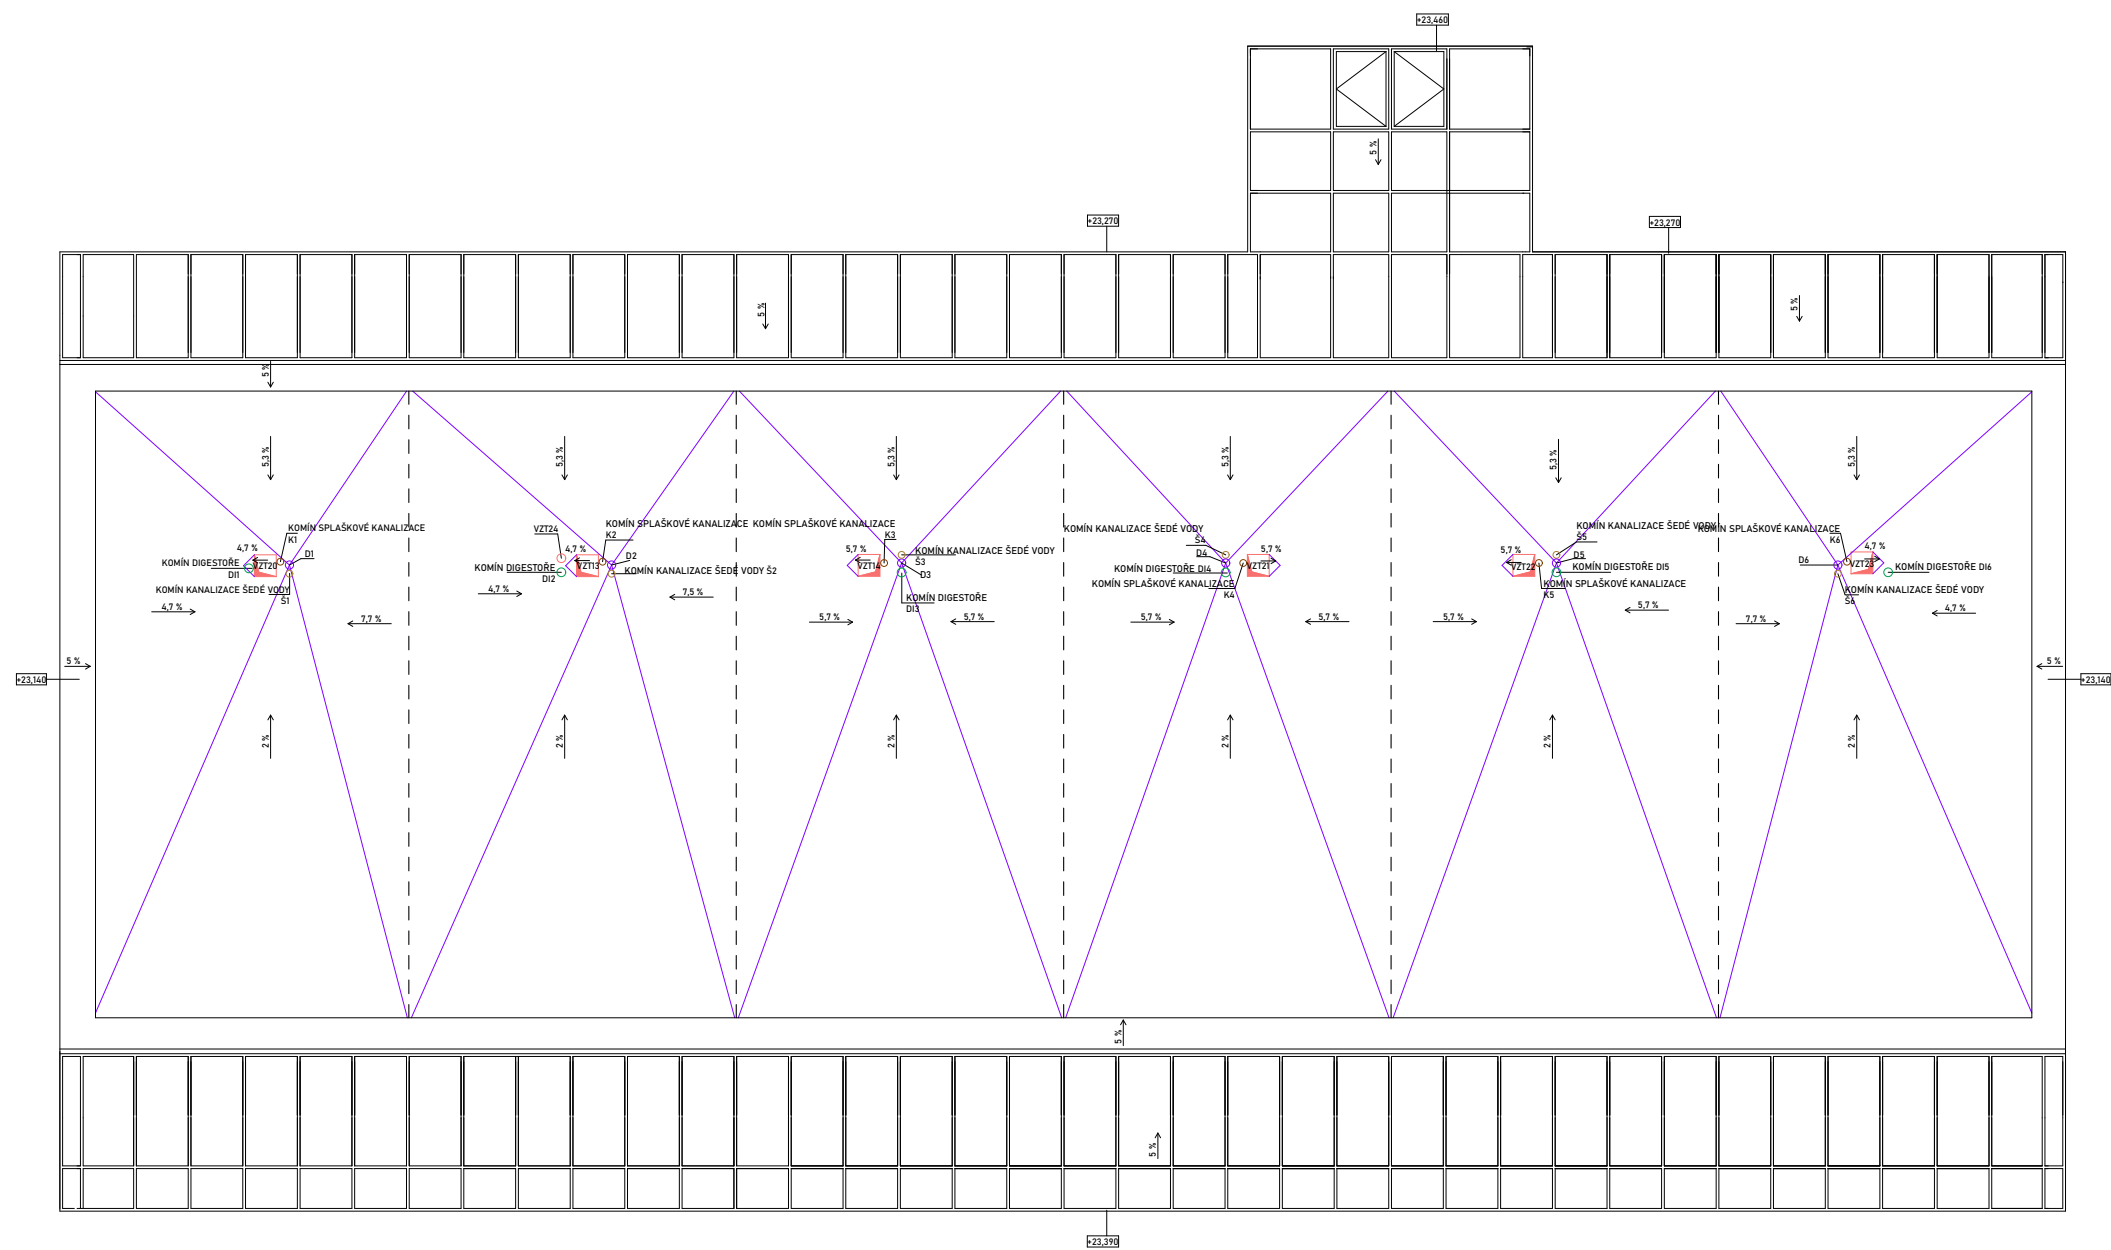 +23,460
5 %
+23,270
+23,270
5 %
5 %
5 %
5,3 %
5,3 %
5,3 %
5,3 %
5,3 %
5,3 %
KOMÍN SPLAŠKOVÉ KANALIZACE
K1
4,7 %
D1
KOMÍN DIGESTOŘE
DI1
VZT20
KOMÍN KANALIZACE ŠEDÉ VODY
Š1
4,7 %
7,7 %
VZT24
KOMÍN SPLAŠKOVÉ KANALIZACE
K2
4,7 %
D2
KOMÍN DIGESTOŘE
DI2
VZT13
KOMÍN KANALIZACE ŠEDÉ VODY Š2
4,7 %
7,5 %
KOMÍN SPLAŠKOVÉ KANALIZACE
K3
5,7 %
KOMÍN KANALIZACE ŠEDÉ VODY
Š3
VZT14
D3
KOMÍN DIGESTOŘE
DI3
5,7 %
5,7 %
KOMÍN KANALIZACE ŠEDÉ VODY
Š4
D4
5,7 %
KOMÍN DIGESTOŘE DI4
VZT21
KOMÍN SPLAŠKOVÉ KANALIZACE
K4
5,7 %
5,7 %
KOMÍN KANALIZACE ŠEDÉ VODY
Š5
5,7 %
D5
VZT22
KOMÍN DIGESTOŘE DI5
KOMÍN SPLAŠKOVÉ KANALIZACE
K5
5,7 %
5,7 %
KOMÍN SPLAŠKOVÉ KANALIZACE
K6
4,7 %
D6
VZT23
KOMÍN DIGESTOŘE DI6
KOMÍN KANALIZACE ŠEDÉ VODY
Š6
7,7 %
4,7 %
5 %
+23,140
5 %
+23,140
2 %
2 %
2 %
2 %
2 %
2 %
5 %
5 %
+23,390